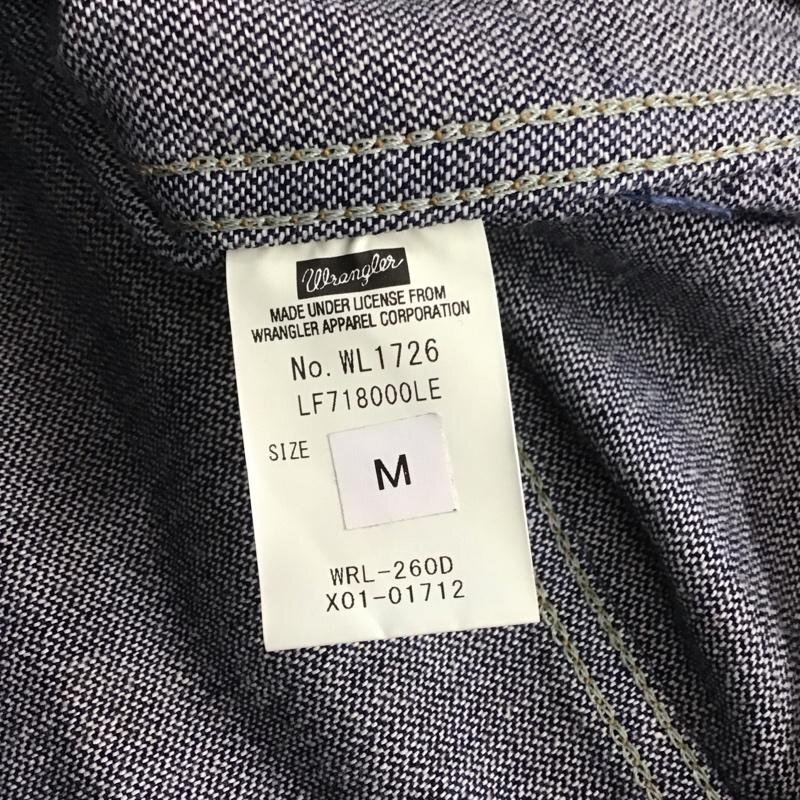 Wrangler
MADE UNDER LICENSE FROM
WRANGLER APPAREL CORPORATION
No. WL1726
LF718000LE
SIZE M
WRL-260D
X01-01712